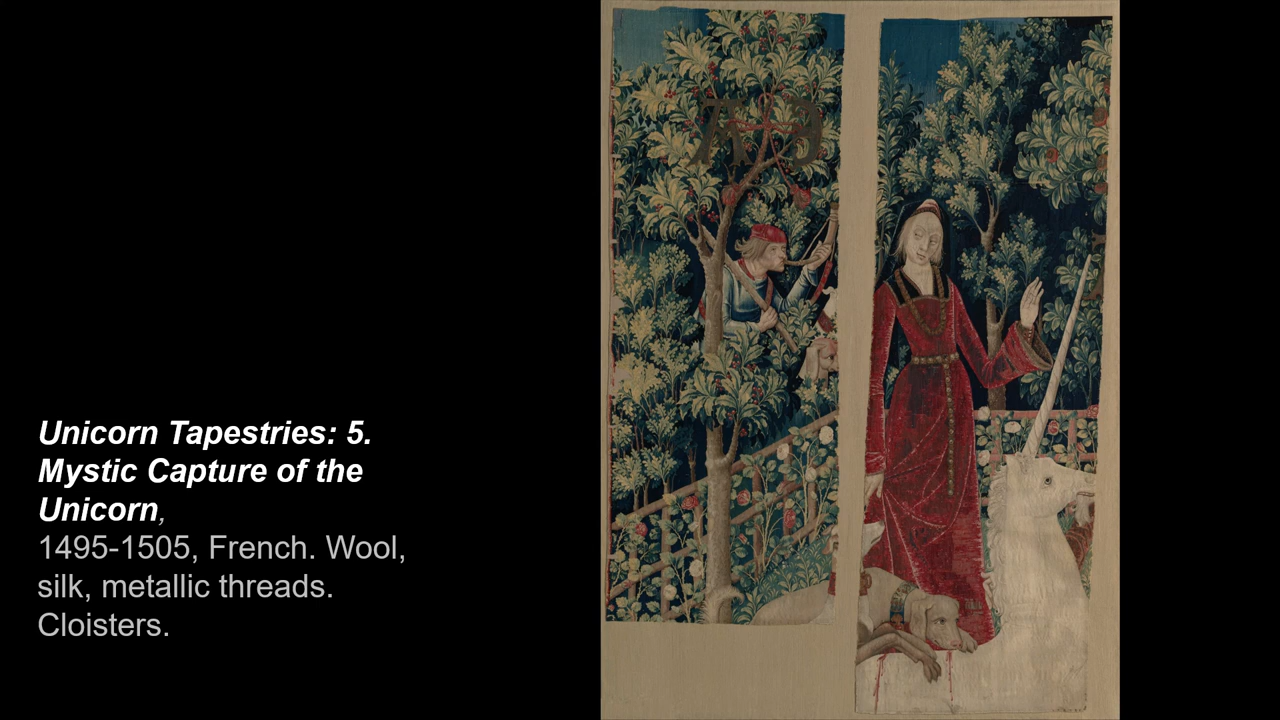 Unicorn Tapestries: 5.
Mystic Capture of the
Unicorn,
1495-1505, French. Wool,
silk, metallic threads.
Cloisters.